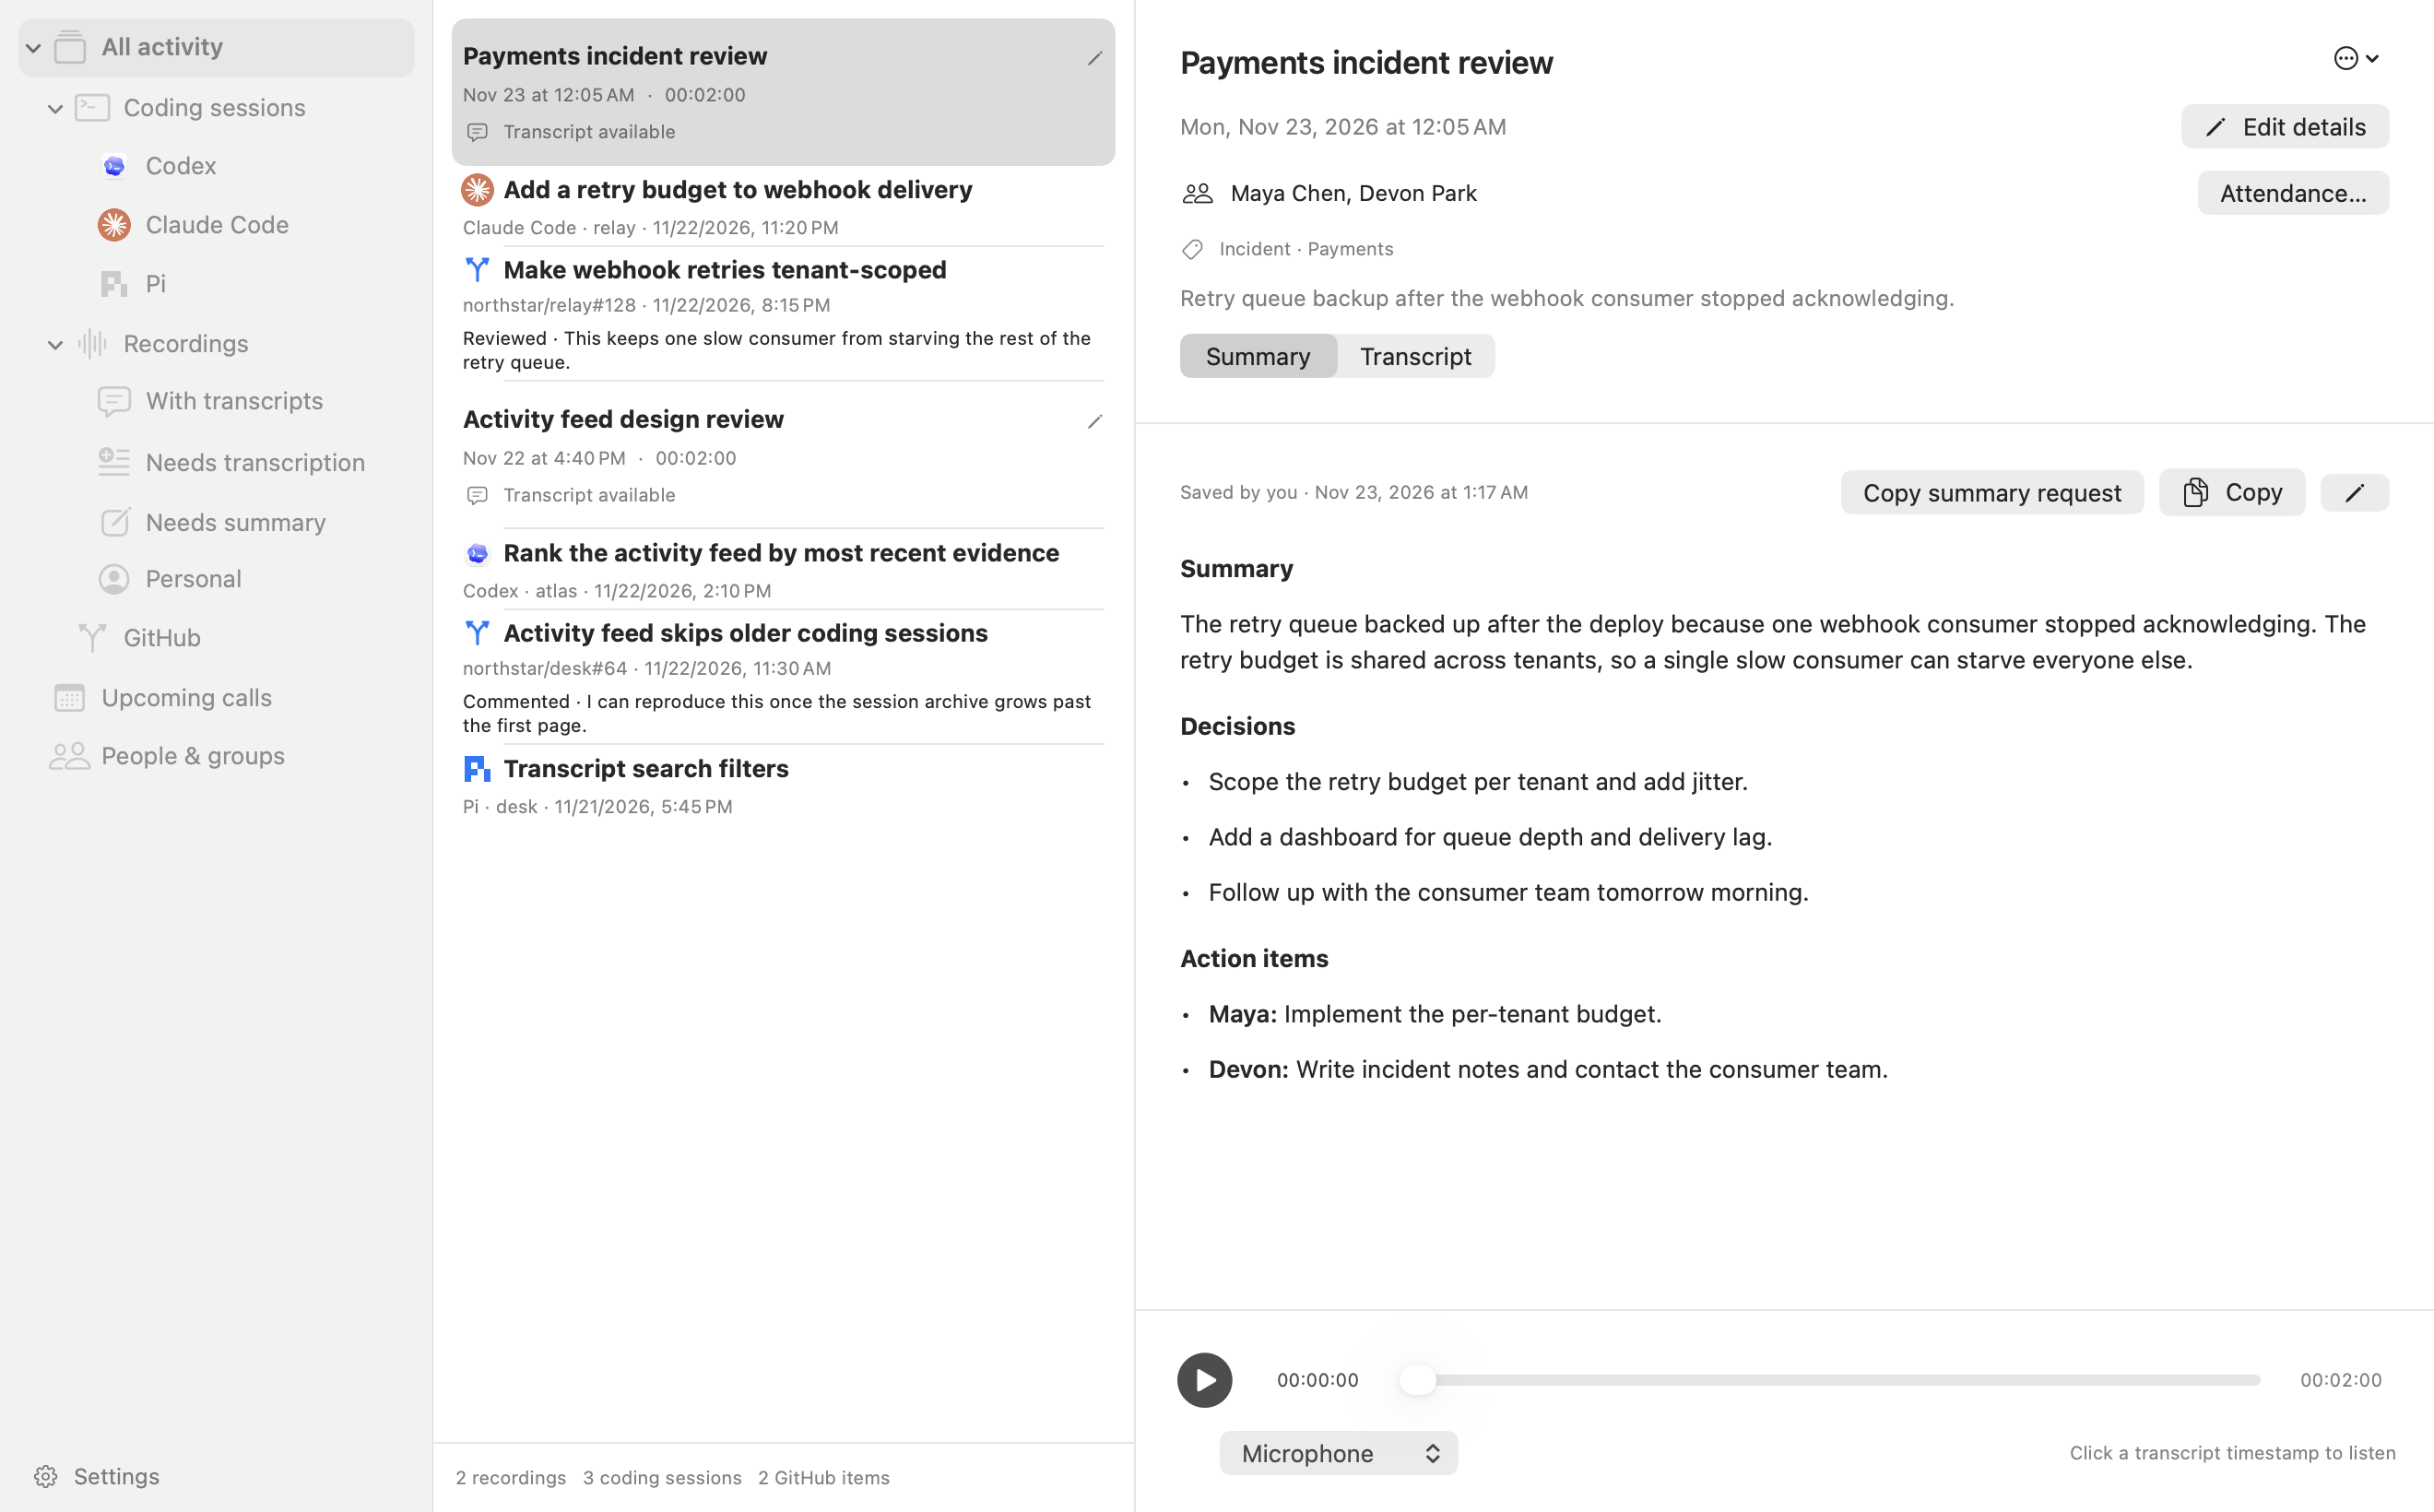 All activity
Coding sessions
Codex
Claude Code
Pi
Recordings
With transcripts
Needs transcription
Needs summary
Personal
GitHub
Upcoming calls
People & groups
Settings
Payments incident review
Nov 23 at 12:05 AM · 00:02:00
Transcript available
Add a retry budget to webhook delivery
Claude Code · relay · 11/22/2026, 11:20 PM
Make webhook retries tenant-scoped
northstar/relay#128 · 11/22/2026, 8:15 PM
Reviewed · This keeps one slow consumer from starving the rest of the
retry queue.
Activity feed design review
Nov 22 at 4:40 PM · 00:02:00
Transcript available
Rank the activity feed by most recent evidence
Codex · atlas · 11/22/2026, 2:10 PM
Activity feed skips older coding sessions
northstar/desk#64 · 11/22/2026, 11:30 AM
Commented · I can reproduce this once the session archive grows past
the first page.
Transcript search filters
Pi · desk · 11/21/2026, 5:45 PM
2 recordings 3 coding sessions 2 GitHub items
Payments incident review
Mon, Nov 23, 2026 at 12:05 AM
Edit details
Maya Chen, Devon Park
Attendance...
Incident · Payments
Retry queue backup after the webhook consumer stopped acknowledging.
Summary Transcript
Saved by you · Nov 23, 2026 at 1:17 AM
Copy summary request Copy
Summary
The retry queue backed up after the deploy because one webhook consumer stopped acknowledging. The
retry budget is shared across tenants, so a single slow consumer can starve everyone else.
Decisions
• Scope the retry budget per tenant and add jitter.
• Add a dashboard for queue depth and delivery lag.
• Follow up with the consumer team tomorrow morning.
Action items
• Maya: Implement the per-tenant budget.
• Devon: Write incident notes and contact the consumer team.
00:00:00 00:02:00
Microphone
Click a transcript timestamp to listen